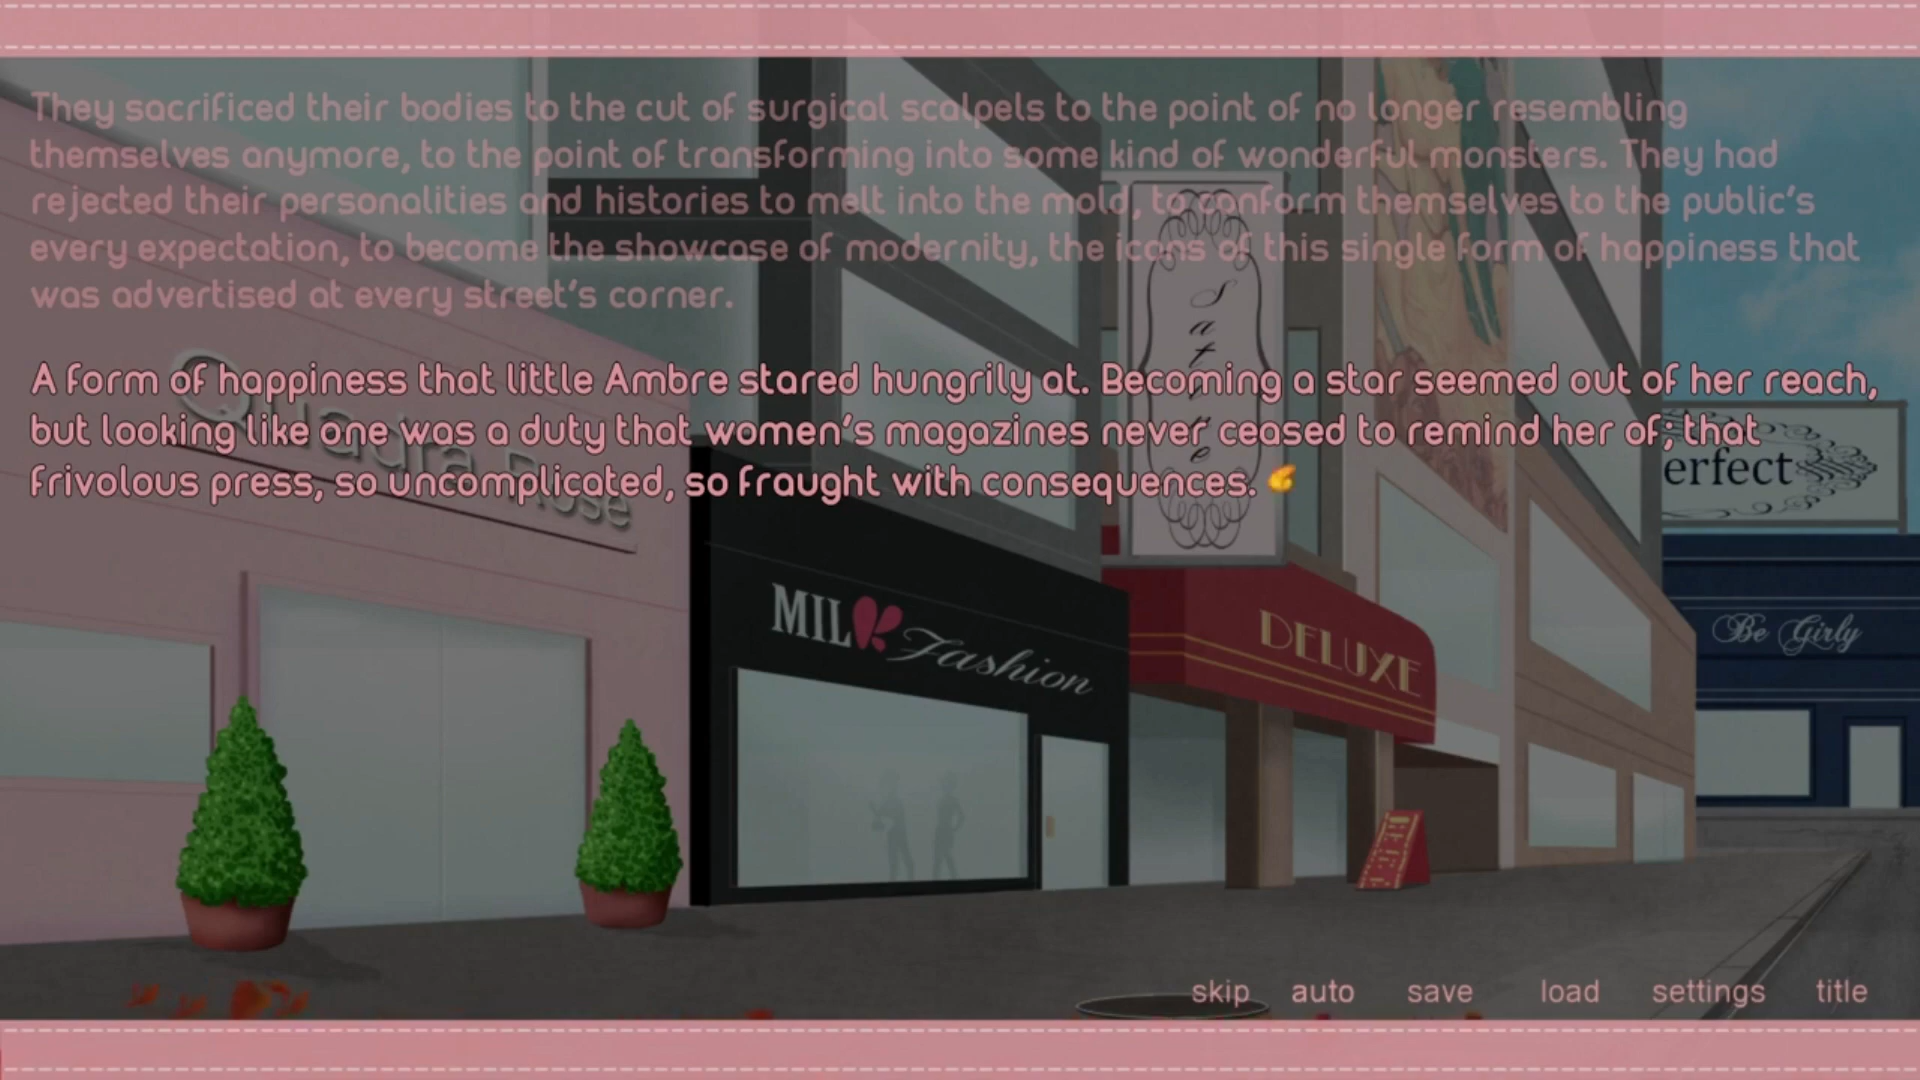 They sacrificed their bodies to the cut of surgical scalpels to the point of no longer resembling
themselves anymore, to the point of transforming into some kind of wonderful monsters. They had
rejected their personalities and histories to melt into the mold, to conform themselves to the public's
every expectation, to become the showcase of modernity, the icons of this single form of happiness that
was advertised at every street's corner.
A form of happiness that little Ambre stared hungrily at. Becoming a star seemed out of her reach,
but looking like one was a duty that women's magazines never ceased to remind her of; that
frivolous press, so uncomplicated, so fraught with consequences.
Quadra Rose
MILK Fashion
Satire
DELUXE
erfect
Be Girly
skip auto save load settings title